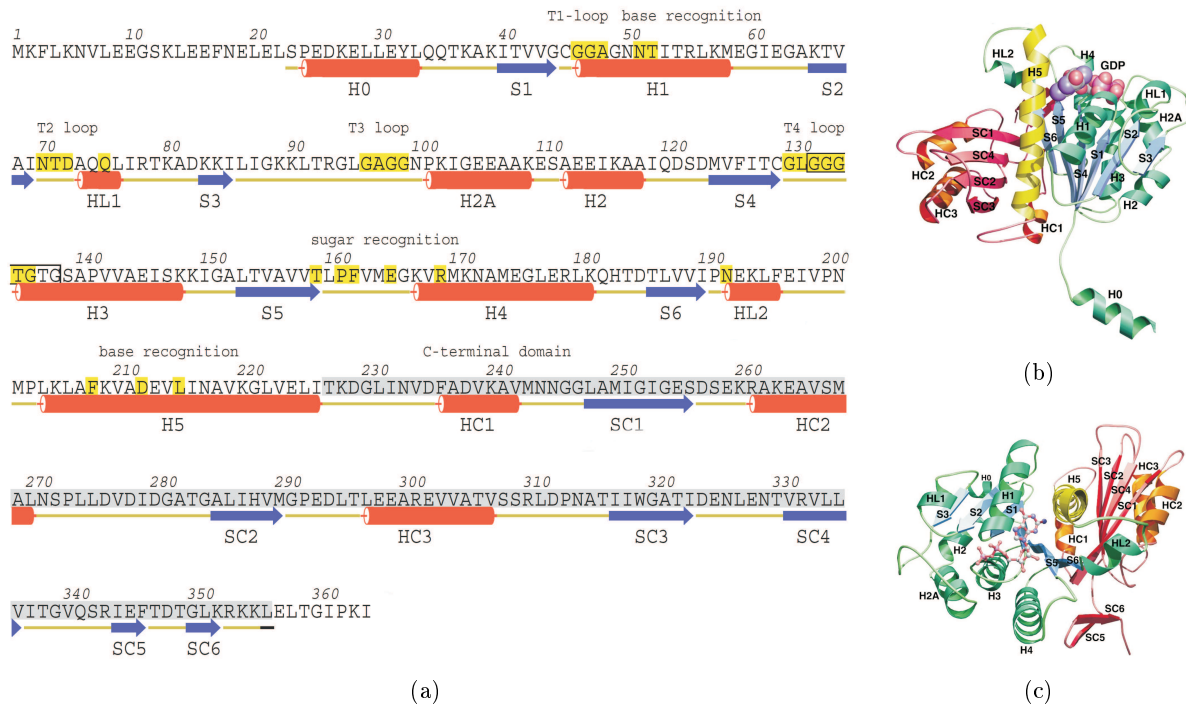 T1-loop base recognition
1 10 20 30 40 50 60
MKFLKNVLEEGSKLEEFNELELSPEDKELLEYLQQTKAKITVVGCGGAGNNTITRLKMEGIEGAKTV
H0 S1 H1 S2
T2 loop T3 loop T4 loop
70 80 90 100 110 120 130
AINTDAQQLIRTKADKKILIGKKLTRGLGAGGNPKIGEEAAKESAEEIKAAIQDSDMVFITCGLGGG
HL1 S3 H2A H2 S4
sugar recognition
140 150 160 170 180 190 200
TGTGSAPVVAEISKKIGALTVAVVTLPFVMEGKVRMKNAMEGLERLKQHTDTLVVIPNEKLFEIVPN
H3 S5 H4 S6 HL2
base recognition C-terminal domain
210 220 230 240 250 260
MPLKLAFKVADEVLINAVKGLVELITKDGLINVDFADVKAVMNNGGLAMIGIGESDSEKRAKEAVSM
H5 HC1 SC1 HC2
270 280 290 300 310 320 330
ALNSPLLDVDIDGATGALIHVMGPEDLTLEEAREVVATVSSRLDPNATIIWGATIDENLENTVRVLL
SC2 HC3 SC3 SC4
340 350 360
VITGVQSRIEFTDTGLKRKKLELTGIPKI
SC5 SC6
(a)
HL2 H5 H4 GDP HL1 H2A
S5 H1 S2 S6 S1 S3
SC1 SC4 SC2 SC3 S4 H3 H2
HC2 HC3 HC1
H0
(b)
SC3 SC2 HC3 SC4 SC1 HC2
HL1 H0 H1 S1 H5
S3 S2 H2 HC1 HL2
H2A H3 S5 S6
H4 SC5 SC6
(c)